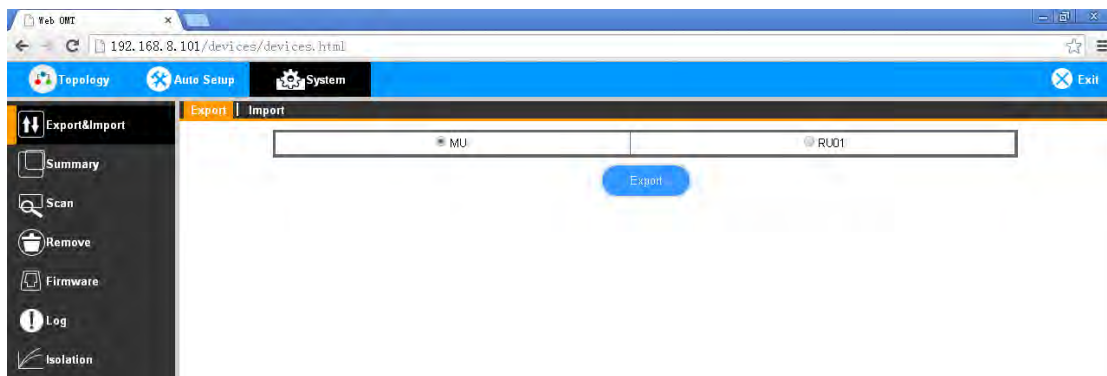 Web OMT
192.168.8.101/devices/devices.html
Topology Auto Setup System Exit
Export Import
Export&Import
MU RU01
Export
Summary
Scan
Remove
Firmware
Log
Isolation